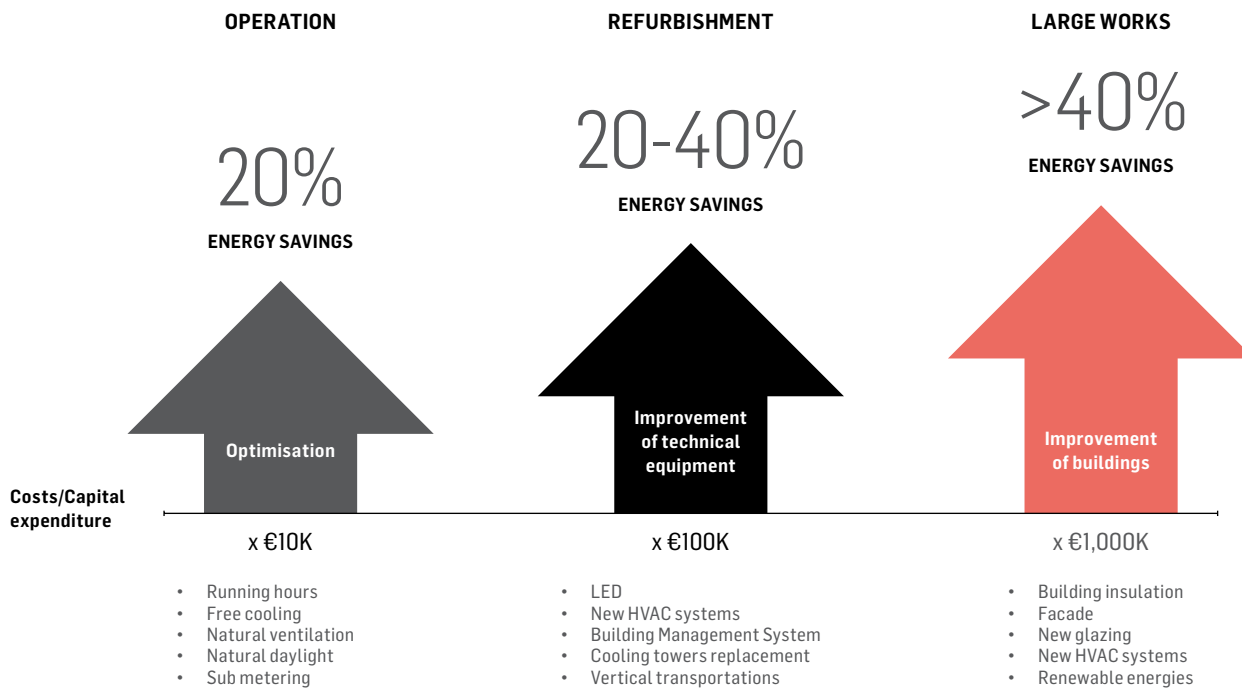 OPERATION
20%
ENERGY SAVINGS
Optimisation
REFURBISHMENT
20-40%
ENERGY SAVINGS
Improvement
of technical
equipment
LARGE WORKS
>40%
ENERGY SAVINGS
Improvement
of buildings
Costs/Capital
expenditure
x €10K
• Running hours
• Free cooling
• Natural ventilation
• Natural daylight
• Sub metering
x €100K
• LED
• New HVAC systems
• Building Management System
• Cooling towers replacement
• Vertical transportations
x €1,000K
• Building insulation
• Facade
• New glazing
• New HVAC systems
• Renewable energies